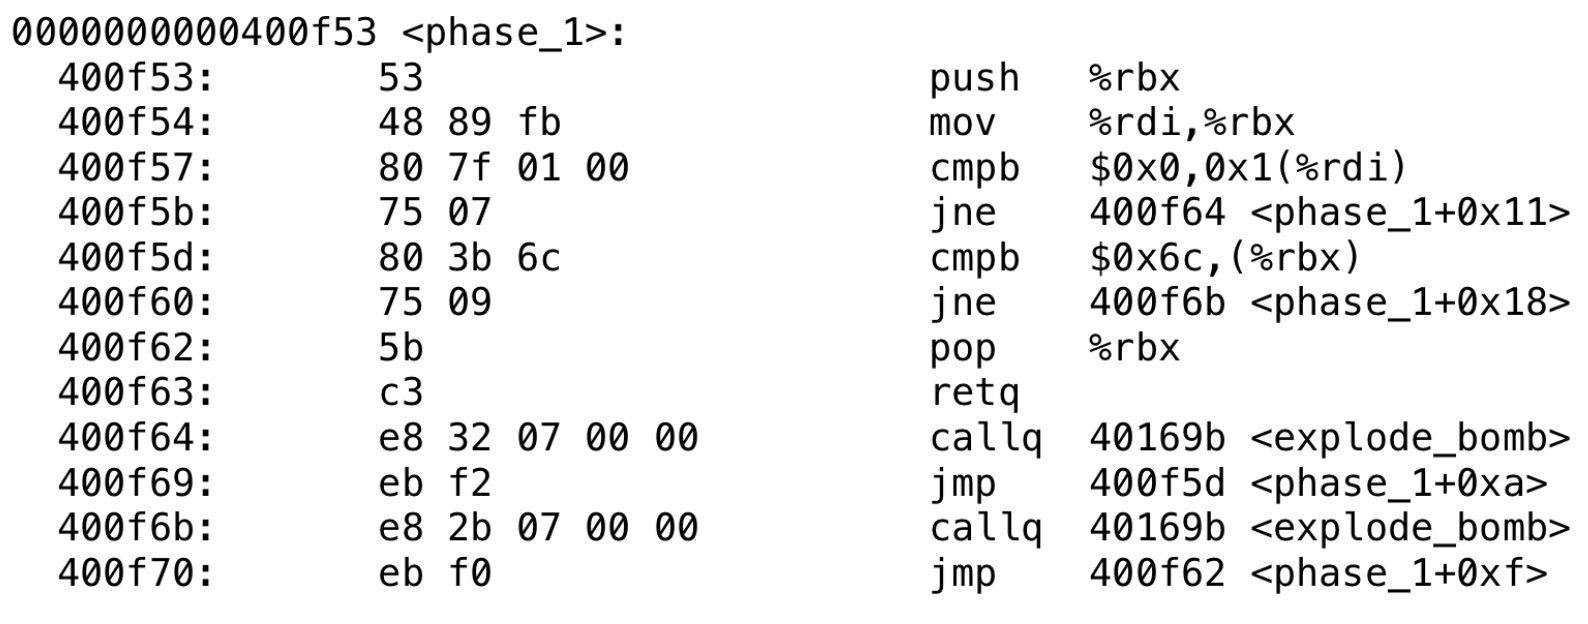 0000000000400f53 <phase_1>:
400f53: 53 push %rbx
400f54: 48 89 fb mov %rdi,%rbx
400f57: 80 7f 01 00 cmpb $0x0,0x1(%rdi)
400f5b: 75 07 jne 400f64 <phase_1+0x11>
400f5d: 80 3b 6c cmpb $0x6c,(%rbx)
400f60: 75 09 jne 400f6b <phase_1+0x18>
400f62: 5b pop %rbx
400f63: c3 retq
400f64: e8 32 07 00 00 callq 40169b <explode_bomb>
400f69: eb f2 jmp 400f5d <phase_1+0xa>
400f6b: e8 2b 07 00 00 callq 40169b <explode_bomb>
400f70: eb f0 jmp 400f62 <phase_1+0xf>